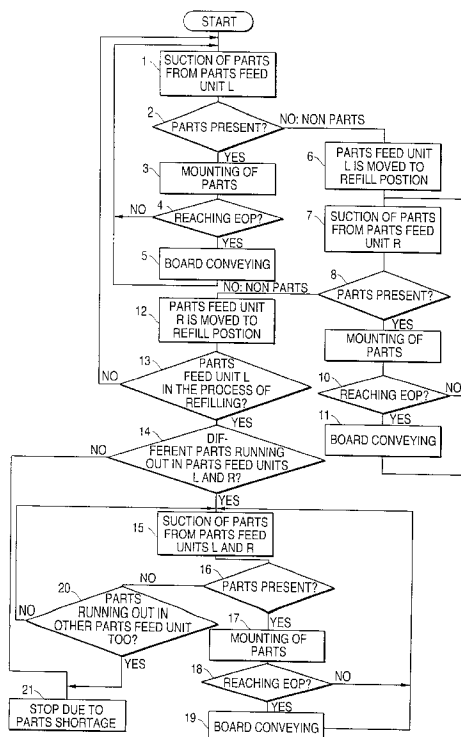 START
1
SUCTION OF PARTS
FROM PARTS FEED
UNIT L
2
PARTS PRESENT?
NO: NON PARTS
YES
3
MOUNTING OF
PARTS
6
PARTS FEED UNIT
L IS MOVED TO
REFILL POSTION
4
NO
REACHING EOP?
YES
7
SUCTION OF PARTS
FROM PARTS FEED
UNIT R
5
BOARD CONVEYING
NO: NON PARTS
8
PARTS PRESENT?
YES
12
PARTS FEED UNIT
R IS MOVED TO
REFILL POSTION
MOUNTING OF
PARTS
13
NO
PARTS
FEED UNIT L
IN THE PROCESS OF
REFILLING?
YES
10
REACHING EOP?
NO
YES
11
BOARD CONVEYING
14
NO
DIF-
FERENT PARTS RUNNING
OUT IN PARTS FEED UNITS
L AND R?
YES
15
SUCTION OF PARTS
FROM PARTS FEED
UNITS L AND R
16
NO
PARTS PRESENT?
YES
20
NO
PARTS
RUNNING OUT IN
OTHER PARTS FEED UNIT
TOO?
YES
17
MOUNTING OF
PARTS
18
REACHING EOP?
NO
YES
21
STOP DUE TO
PARTS SHORTAGE
19
BOARD CONVEYING